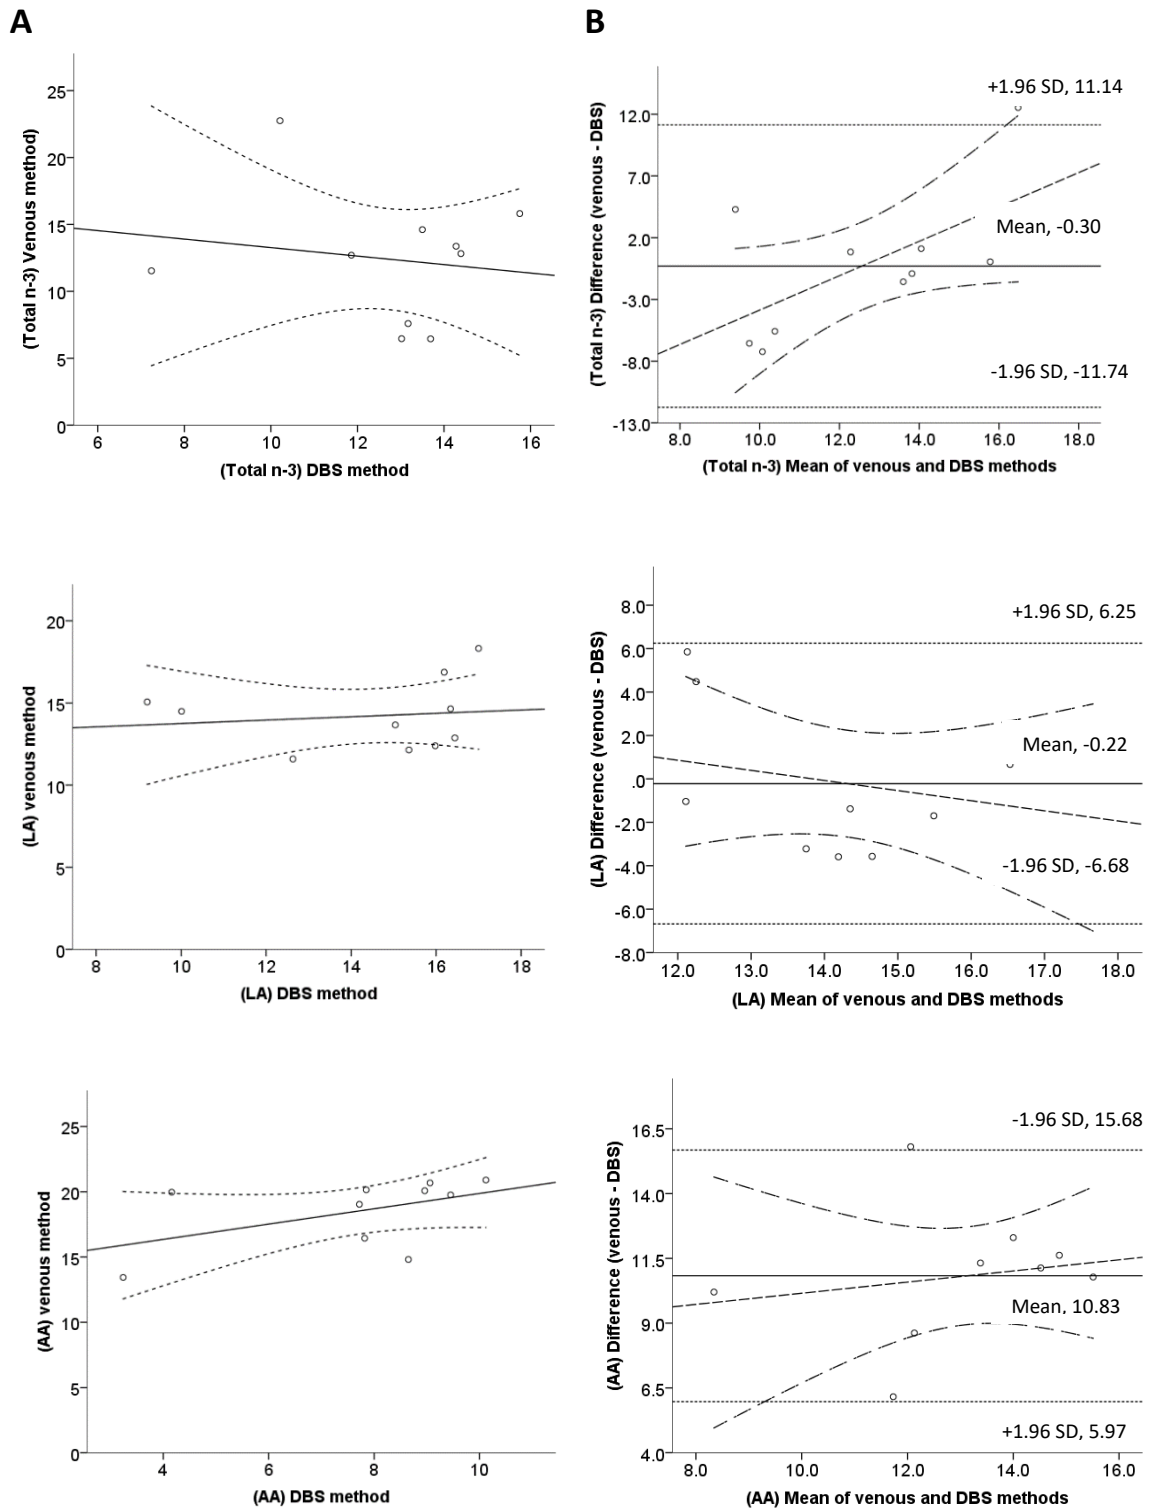 A
B
(Total n-3) Venous method)
25
20
15
10
5
0
6 8 10 12 14 16
(Total n-3) DBS method
(Total n-3) Difference (venous - DBS)
12.0
7.0
2.0
-3.0
-8.0
-13.0
+1.96 SD, 11.14
Mean, -0.30
-1.96 SD, -11.74
8.0 10.0 12.0 14.0 16.0 18.0
(Total n-3) Mean of venous and DBS methods
(LA) venous method
20
15
10
5
0
8 10 12 14 16 18
(LA) DBS method
(LA) Difference (venous - DBS)
8.0
6.0
4.0
2.0
.0
-2.0
-4.0
-6.0
-8.0
+1.96 SD, 6.25
Mean, -0.22
-1.96 SD, -6.68
12.0 13.0 14.0 15.0 16.0 17.0 18.0
(LA) Mean of venous and DBS methods
(AA) venous method
25
20
15
10
5
0
4 6 8 10
(AA) DBS method
(AA) Difference (venous - DBS)
16.5
14.0
11.5
9.0
6.5
4.0
-1.96 SD, 15.68
Mean, 10.83
+1.96 SD, 5.97
8.0 10.0 12.0 14.0 16.0
(AA) Mean of venous and DBS methods